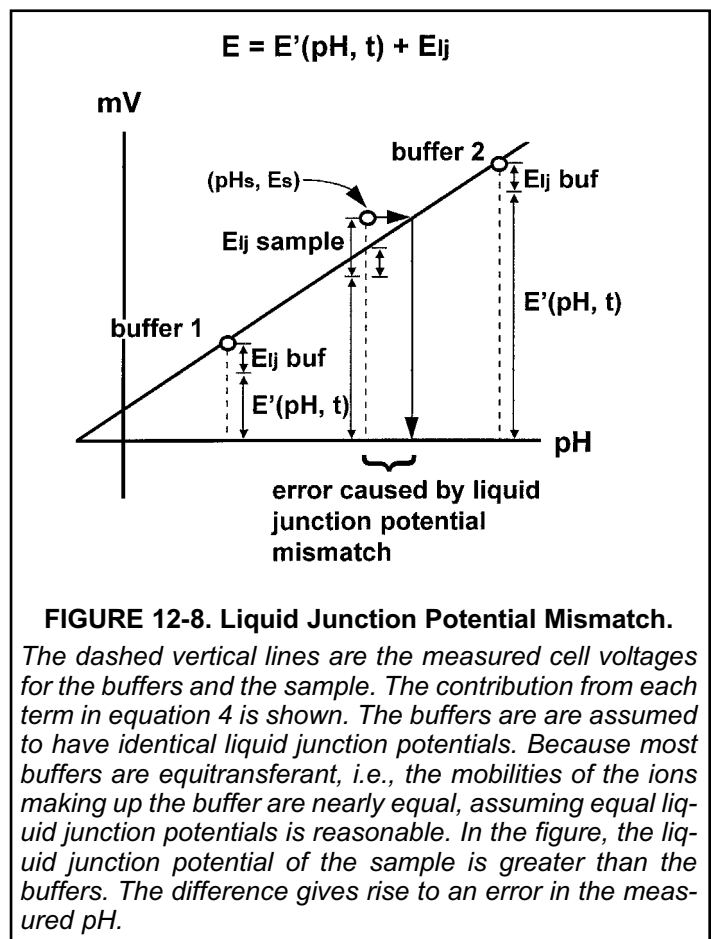 E = E'(pH, t) + Elj
mV
buffer 2
Elj buf
(pHs, Es)
Elj sample
E'(pH, t)
buffer 1
Elj buf
E'(pH, t)
pH
error caused by liquid
junction potential
mismatch
FIGURE 12-8. Liquid Junction Potential Mismatch.
The dashed vertical lines are the measured cell voltages
for the buffers and the sample. The contribution from each
term in equation 4 is shown. The buffers are are assumed
to have identical liquid junction potentials. Because most
buffers are equitransferant, i.e., the mobilities of the ions
making up the buffer are nearly equal, assuming equal liq-
uid junction potentials is reasonable. In the figure, the liq-
uid junction potential of the sample is greater than the
buffers. The difference gives rise to an error in the meas-
ured pH.